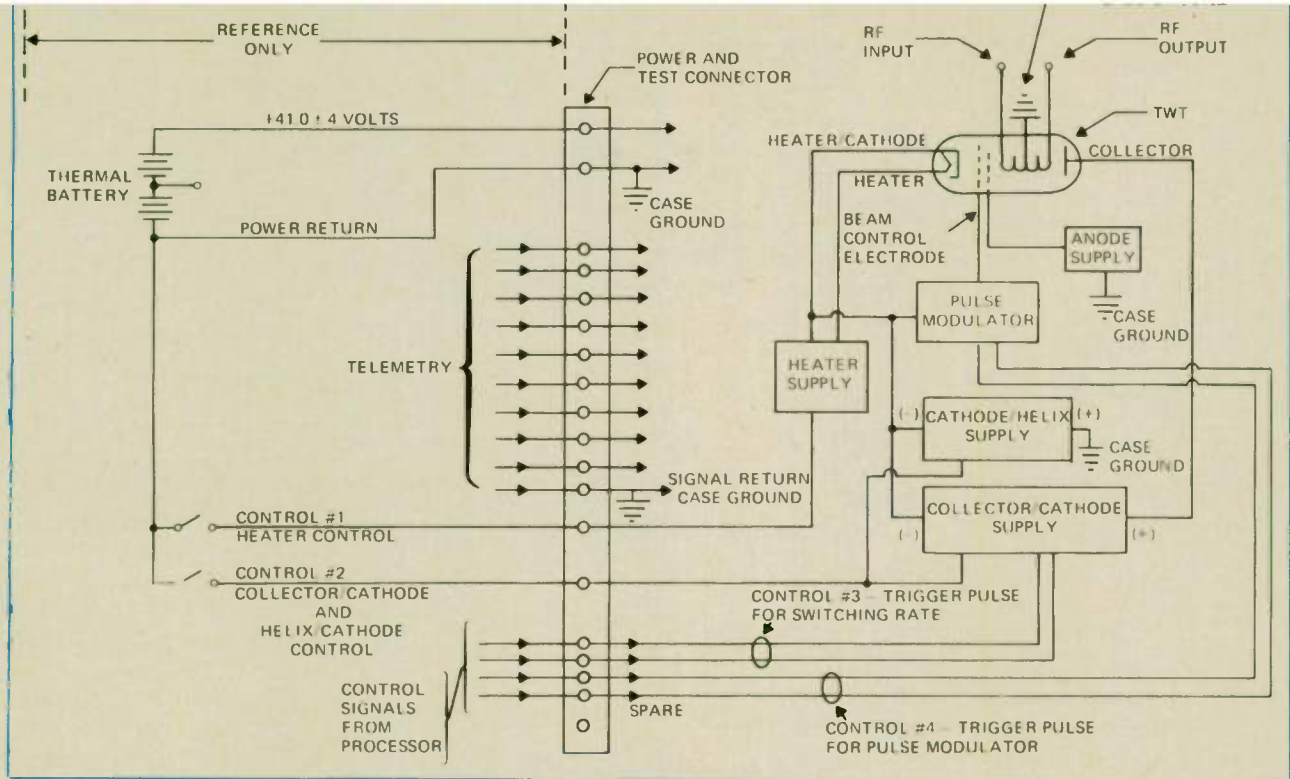 REFERENCE
ONLY
POWER AND
TEST CONNECTOR
RF
INPUT
RF
OUTPUT
TWT
+41.0 ± 4 VOLTS
THERMAL
BATTERY
POWER RETURN
CASE
GROUND
HEATER/CATHODE
HEATER
COLLECTOR
BEAM
CONTROL
ELECTRODE
ANODE
SUPPLY
CASE
GROUND
PULSE
MODULATOR
HEATER
SUPPLY
TELEMETRY
(-)
CATHODE/HELIX
SUPPLY
(+)
CASE
GROUND
SIGNAL RETURN
CASE GROUND
COLLECTOR/CATHODE
SUPPLY
(-)
(+)
CONTROL #1
HEATER CONTROL
CONTROL #2
COLLECTOR/CATHODE
AND
HELIX/CATHODE
CONTROL
CONTROL #3 - TRIGGER PULSE
FOR SWITCHING RATE
CONTROL
SIGNALS
FROM
PROCESSOR
SPARE
CONTROL #4 - TRIGGER PULSE
FOR PULSE MODULATOR